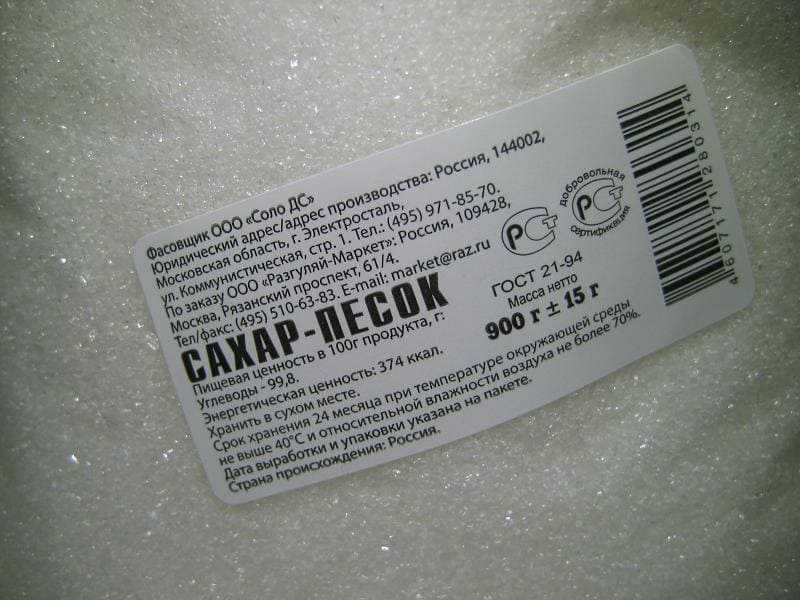 Фасовщик ООО «Соло ДС»
Юридический адрес/адрес производства: Россия, 144002,
Московская область, г. Электросталь,
ул. Коммунистическая, стр. 1. Тел.: (495) 971-85-70.
По заказу ООО «Разгуляй-Маркет»: Россия, 109428,
Москва, Рязанский проспект, 61/4.
Тел/факс: (495) 510-63-83. E-mail: market@raz.ru
САХАР-ПЕСОК
Пищевая ценность в 100г продукта, г:
Углеводы - 99,8.
Энергетическая ценность: 374 ккал.
Хранить в сухом месте.
Срок хранения 24 месяца при температуре окружающей среды
не выше 40°С и относительной влажности воздуха не более 70%.
Дата выработки и упаковки указана на пакете.
Страна происхождения: Россия.
РСТ
добровольная
РСТ
сертификация
ГОСТ 21-94
Масса нетто
900 г ± 15 г
4607171280314